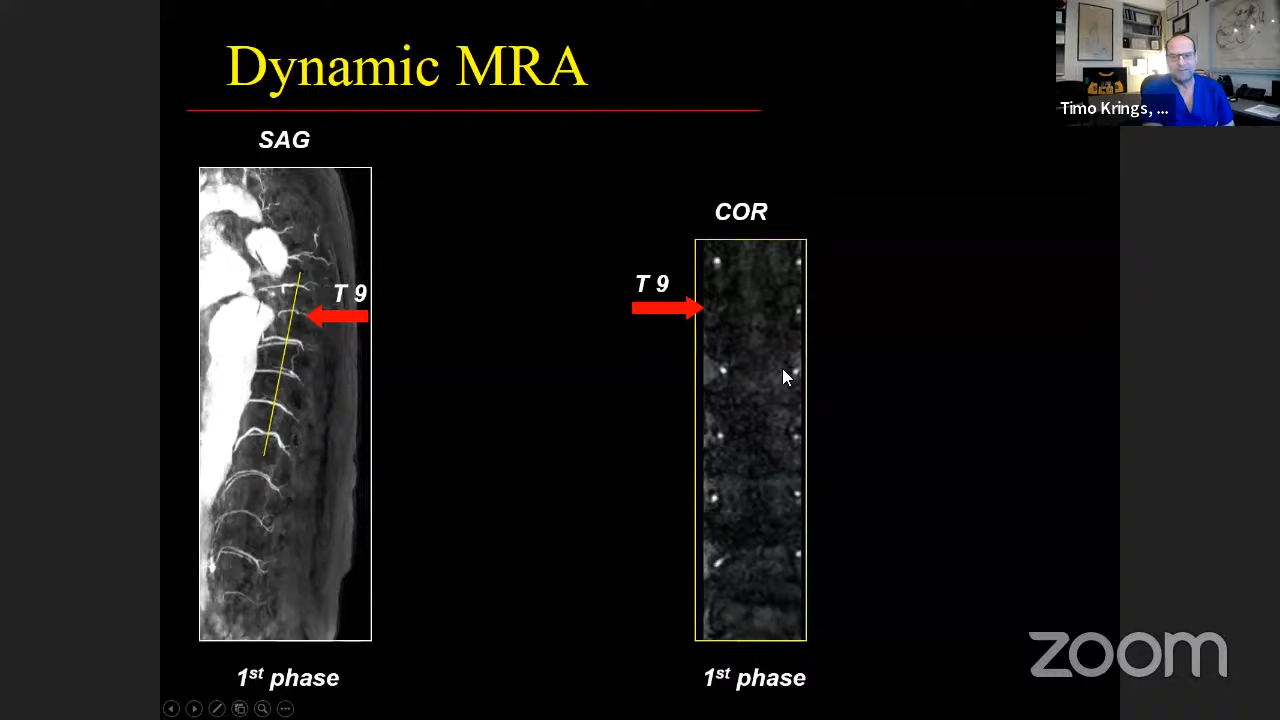 Dynamic MRA
Timo Krings, ...
SAG
COR
T 9
T 9
1st phase
1st phase
zoom